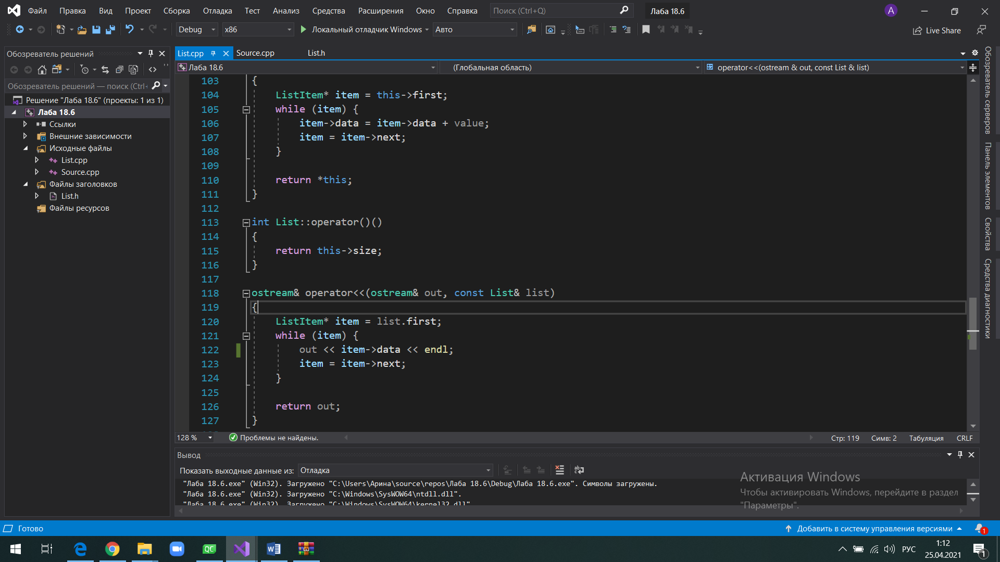 Файл Правка Вид Проект Сборка Отладка Тест Анализ Средства Расширения Окно Справка Поиск (Ctrl+Q) Лаба 18.6 A
Debug x86 Локальный отладчик Windows Авто Live Share
Обозреватель решений
Обозреватель решений — поиск (Ctrl+
Решение "Лаба 18.6" (проекты: 1 из 1)
Лаба 18.6
Ссылки
Внешние зависимости
Исходные файлы
List.cpp
Source.cpp
Файлы заголовков
List.h
Файлы ресурсов
List.cpp Source.cpp List.h
Лаба 18.6 (Глобальная область) operator<<(ostream & out, const List & list)
103 {
104 ListItem* item = this->first;
105 while (item) {
106 item->data = item->data + value;
107 item = item->next;
108 }
109
110 return *this;
111 }
112
113 int List::operator()()
114 {
115 return this->size;
116 }
117
118 ostream& operator<<(ostream& out, const List& list)
119 {
120 ListItem* item = list.first;
121 while (item) {
122 out << item->data << endl;
123 item = item->next;
124 }
125
126 return out;
127 }
128 % Проблемы не найдены. Стр: 119 Симв: 2 Табуляция CRLF
Вывод
Показать выходные данные из: Отладка
"Лаба 18.6.exe" (Win32). Загружено "C:\Users\Арина\source\repos\Лаба 18.6\Debug\Лаба 18.6.exe". Символы загружены.
"Лаба 18.6.exe" (Win32). Загружено "C:\Windows\SysWOW64\ntdll.dll".
"Лаба 18.6.exe" (Win32). Загружено "C:\Windows\SysWOW64\kernel32.dll"
Активация Windows
Чтобы активировать Windows, перейдите в раздел
"Параметры".
Обозреватель серверов
Панель элементов
Свойства
Средства диагностики
Готово Добавить в систему управления версиями 1
QC РУС 1:12
25.04.2021 1